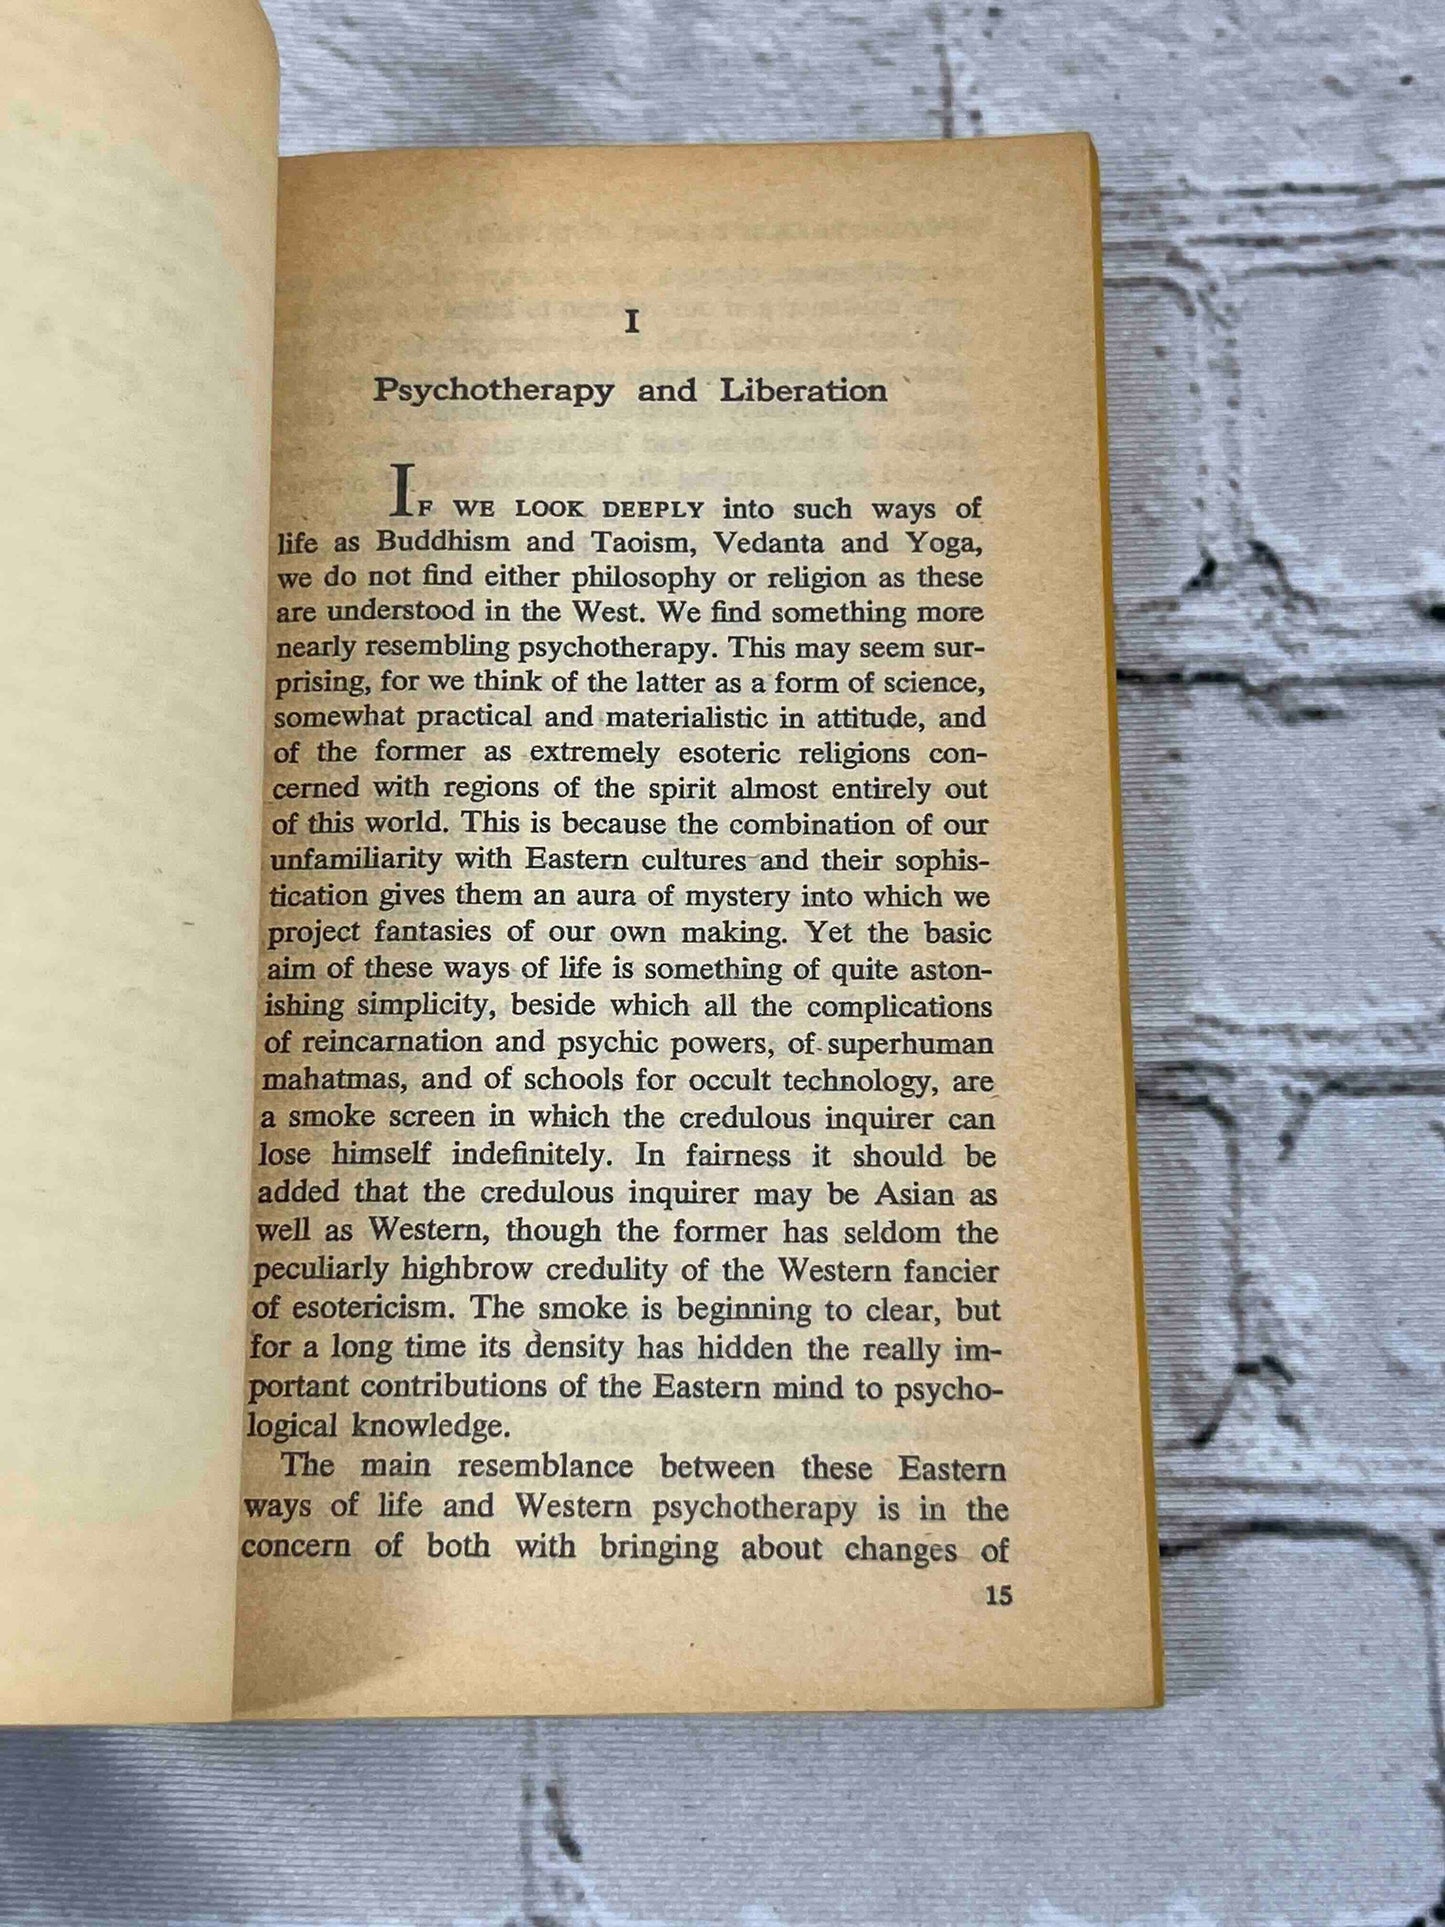 I
Psychotherapy and Liberation
IF WE LOOK DEEPLY into such ways of
life as Buddhism and Taoism, Vedanta and Yoga,
we do not find either philosophy or religion as these
are understood in the West. We find something more
nearly resembling psychotherapy. This may seem sur-
prising, for we think of the latter as a form of science,
somewhat practical and materialistic in attitude, and
of the former as extremely esoteric religions con-
cerned with regions of the spirit almost entirely out
of this world. This is because the combination of our
unfamiliarity with Eastern cultures and their sophis-
tication gives them an aura of mystery into which we
project fantasies of our own making. Yet the basic
aim of these ways of life is something of quite aston-
ishing simplicity, beside which all the complications
of reincarnation and psychic powers, of superhuman
mahatmas, and of schools for occult technology, are
a smoke screen in which the credulous inquirer can
lose himself indefinitely. In fairness it should be
added that the credulous inquirer may be Asian as
well as Western, though the former has seldom the
peculiarly highbrow credulity of the Western fancier
of esotericism. The smoke is beginning to clear, but
for a long time its density has hidden the really im-
portant contributions of the Eastern mind to psycho-
logical knowledge.
The main resemblance between these Eastern
ways of life and Western psychotherapy is in the
concern of both with bringing about changes of
15